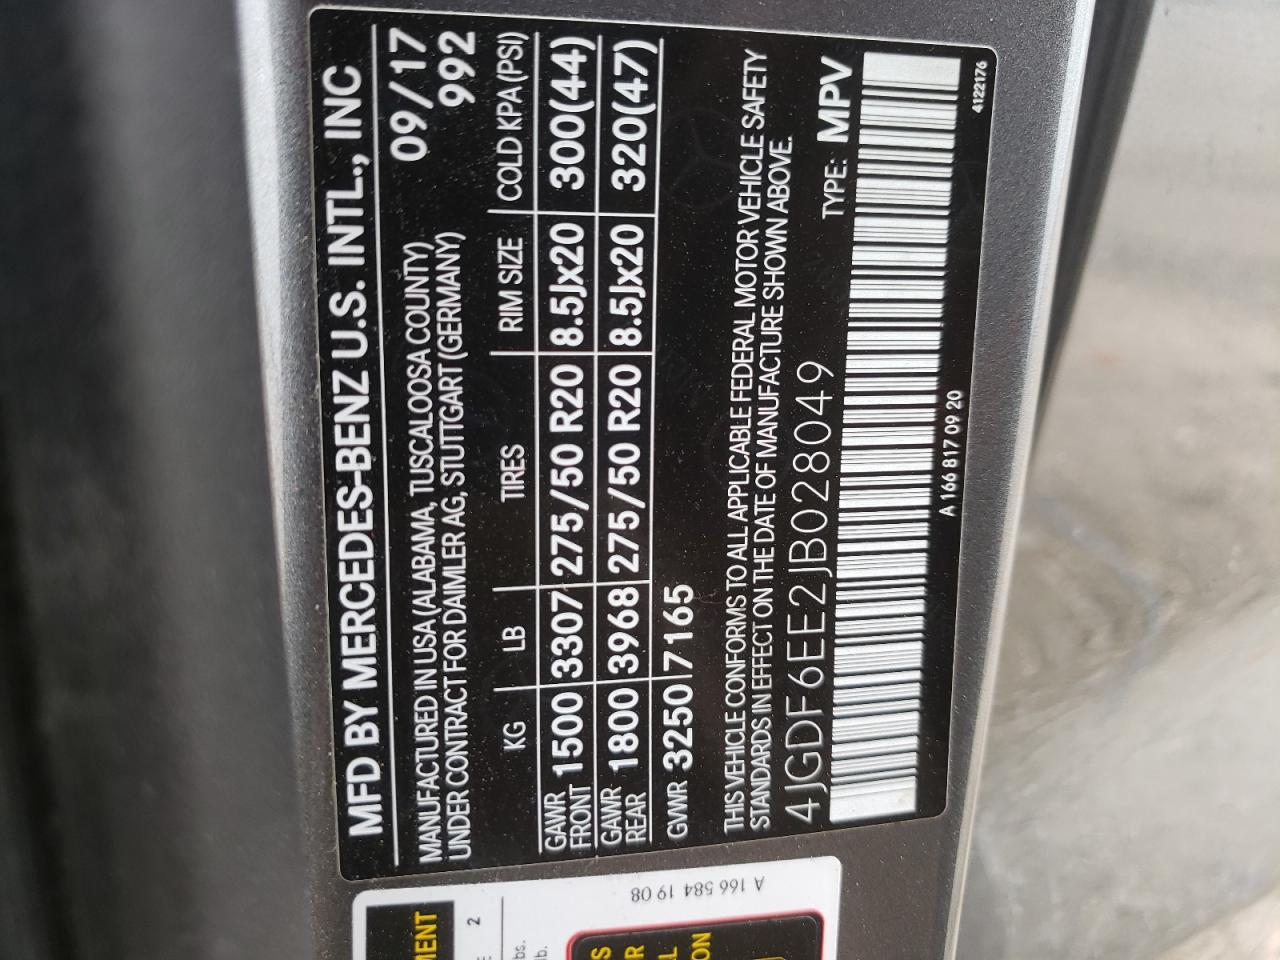 MFD BY MERCEDES-BENZ U.S. INTL., INC
MANUFACTURED IN USA (ALABAMA, TUSCALOOSA COUNTY) 09/17
UNDER CONTRACT FOR DAIMLER AG, STUTTGART (GERMANY) 992
KG LB TIRES RIM SIZE COLD KPA (PSI)
GAWR FRONT 1500 3307 275/50 R20 8.5Jx20 300(44)
GAWR REAR 1800 3968 275/50 R20 8.5Jx20 320(47)
GVWR 3250 7165
THIS VEHICLE CONFORMS TO ALL APPLICABLE FEDERAL MOTOR VEHICLE SAFETY
STANDARDS IN EFFECT ON THE DATE OF MANUFACTURE SHOWN ABOVE.
4JGDF6EE2JB028049 TYPE: MPV
A 166 817 09 20
4122176
A 166 584 19 08
2